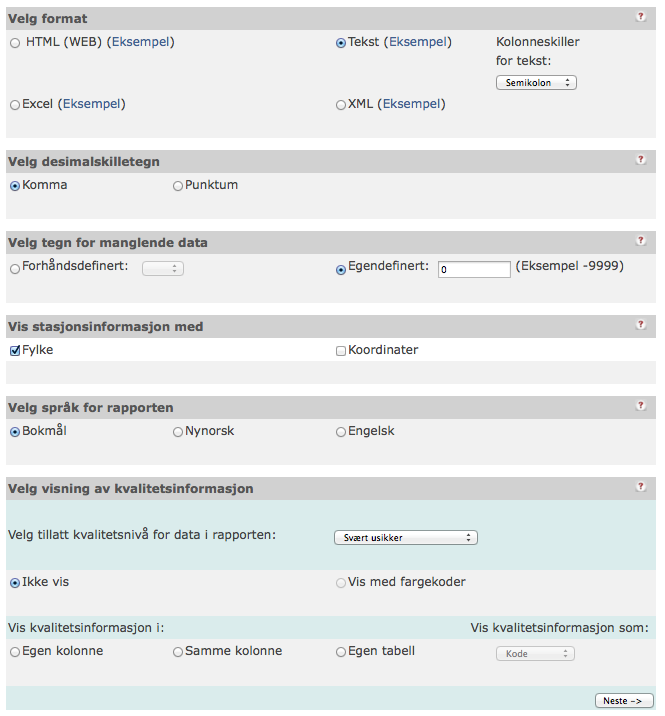 Velg format ?
HTML (WEB) (Eksempel) Tekst (Eksempel) Kolonneskiller
for tekst:
Semikolon
Excel (Eksempel) XML (Eksempel)
Velg desimalskilletegn ?
Komma Punktum
Velg tegn for manglende data ?
Forhåndsdefinert: Egendefinert: 0 (Eksempel -9999)
Vis stasjonsinformasjon med ?
Fylke Koordinater
Velg språk for rapporten ?
Bokmål Nynorsk Engelsk
Velg visning av kvalitetsinformasjon ?
Velg tillatt kvalitetsnivå for data i rapporten: Svært usikker
Ikke vis Vis med fargekoder
Vis kvalitetsinformasjon i: Vis kvalitetsinformasjon som:
Egen kolonne Samme kolonne Egen tabell Kode
Neste ->